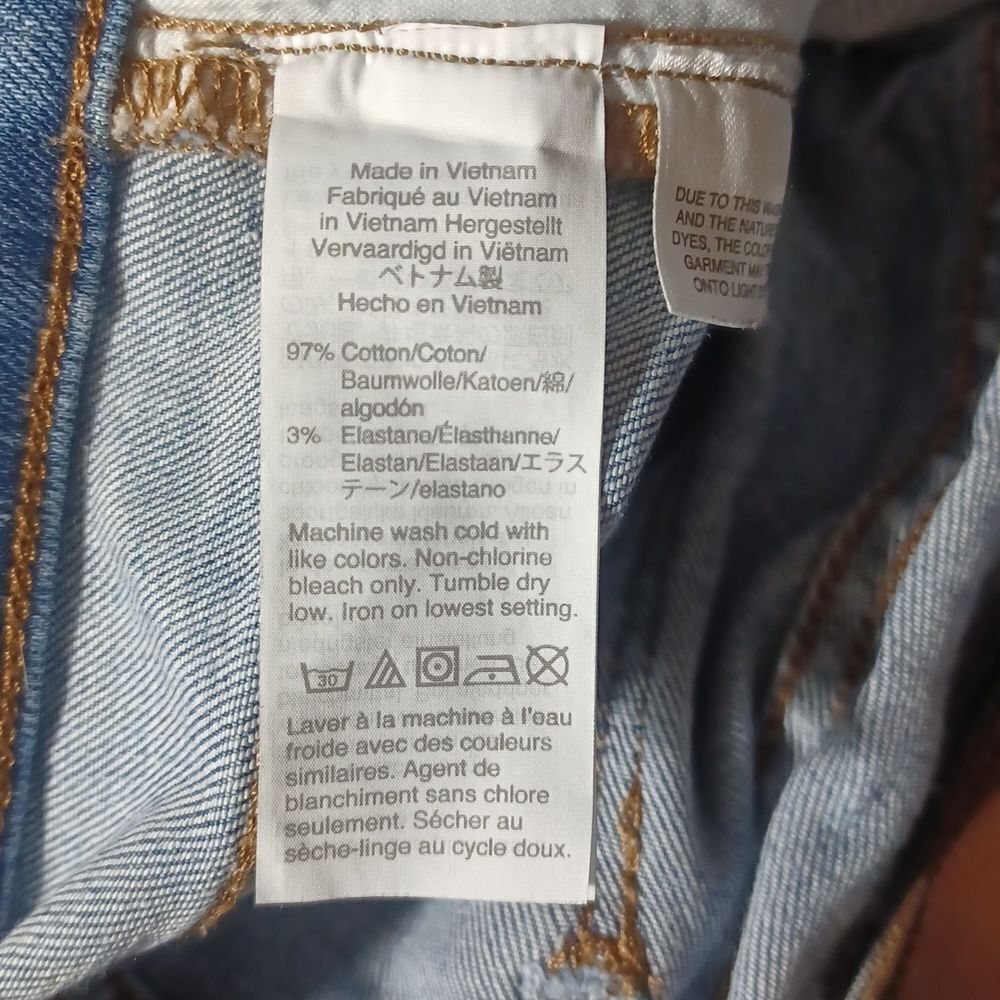 Made in Vietnam
Fabriqué au Vietnam
in Vietnam Hergestellt
Vervaardigd in Viëtnam
ベトナム製
Hecho en Vietnam
97% Cotton/Coton/
Baumwolle/Katoen/綿/
algodón
3% Elastane/Élasthanne/
Elastan/Elastaan/エラス
テーン/elastano
Machine wash cold with
like colors. Non-chlorine
bleach only. Tumble dry
low. Iron on lowest setting.
30
Laver à la machine à l'eau
froide avec des couleurs
similaires. Agent de
blanchiment sans chlore
seulement. Sécher au
sèche-linge au cycle doux.
DUE TO THIS
AND THE NATURE
DYES, THE
GARMENT
ONTO LIGHT